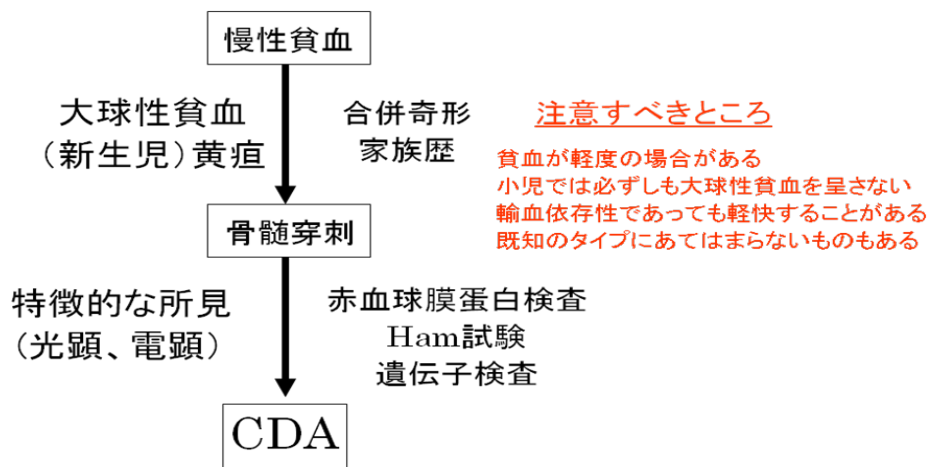 慢性貧血
大球性貧血
（新生児）黄疸
合併奇形
家族歴
注意すべきところ
貧血が軽度の場合がある
小児では必ずしも大球性貧血を呈さない
輸血依存性であっても軽快することがある
既知のタイプにあてはまらないものもある
骨髄穿刺
特徴的な所見
（光顕、電顕）
赤血球膜蛋白検査
Ham試験
遺伝子検査
CDA